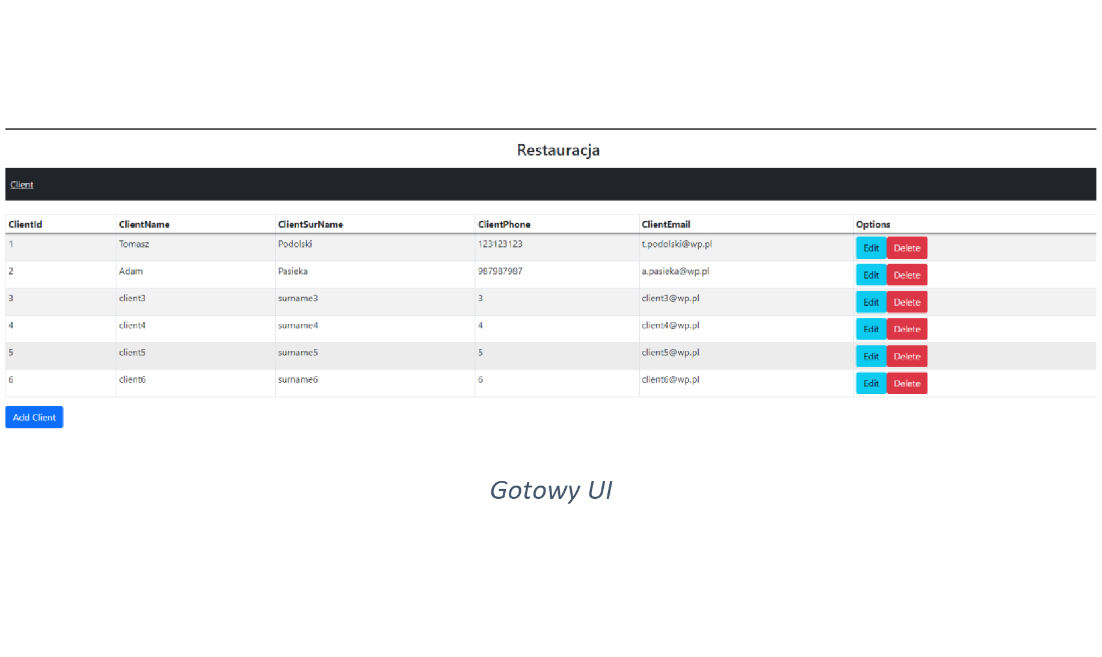 Restauracja
Client
ClientId ClientName ClientSurName ClientPhone ClientEmail Options
1 Tomasz Podolski 123123123 t.podolski@wp.pl Edit Delete
2 Adam Pasieka 987987987 a.pasieka@wp.pl Edit Delete
3 client3 surname3 3 client3@wp.pl Edit Delete
4 client4 surname4 4 client4@wp.pl Edit Delete
5 client5 surname5 5 client5@wp.pl Edit Delete
6 client6 surname6 6 client6@wp.pl Edit Delete
Add Client
Gotowy UI